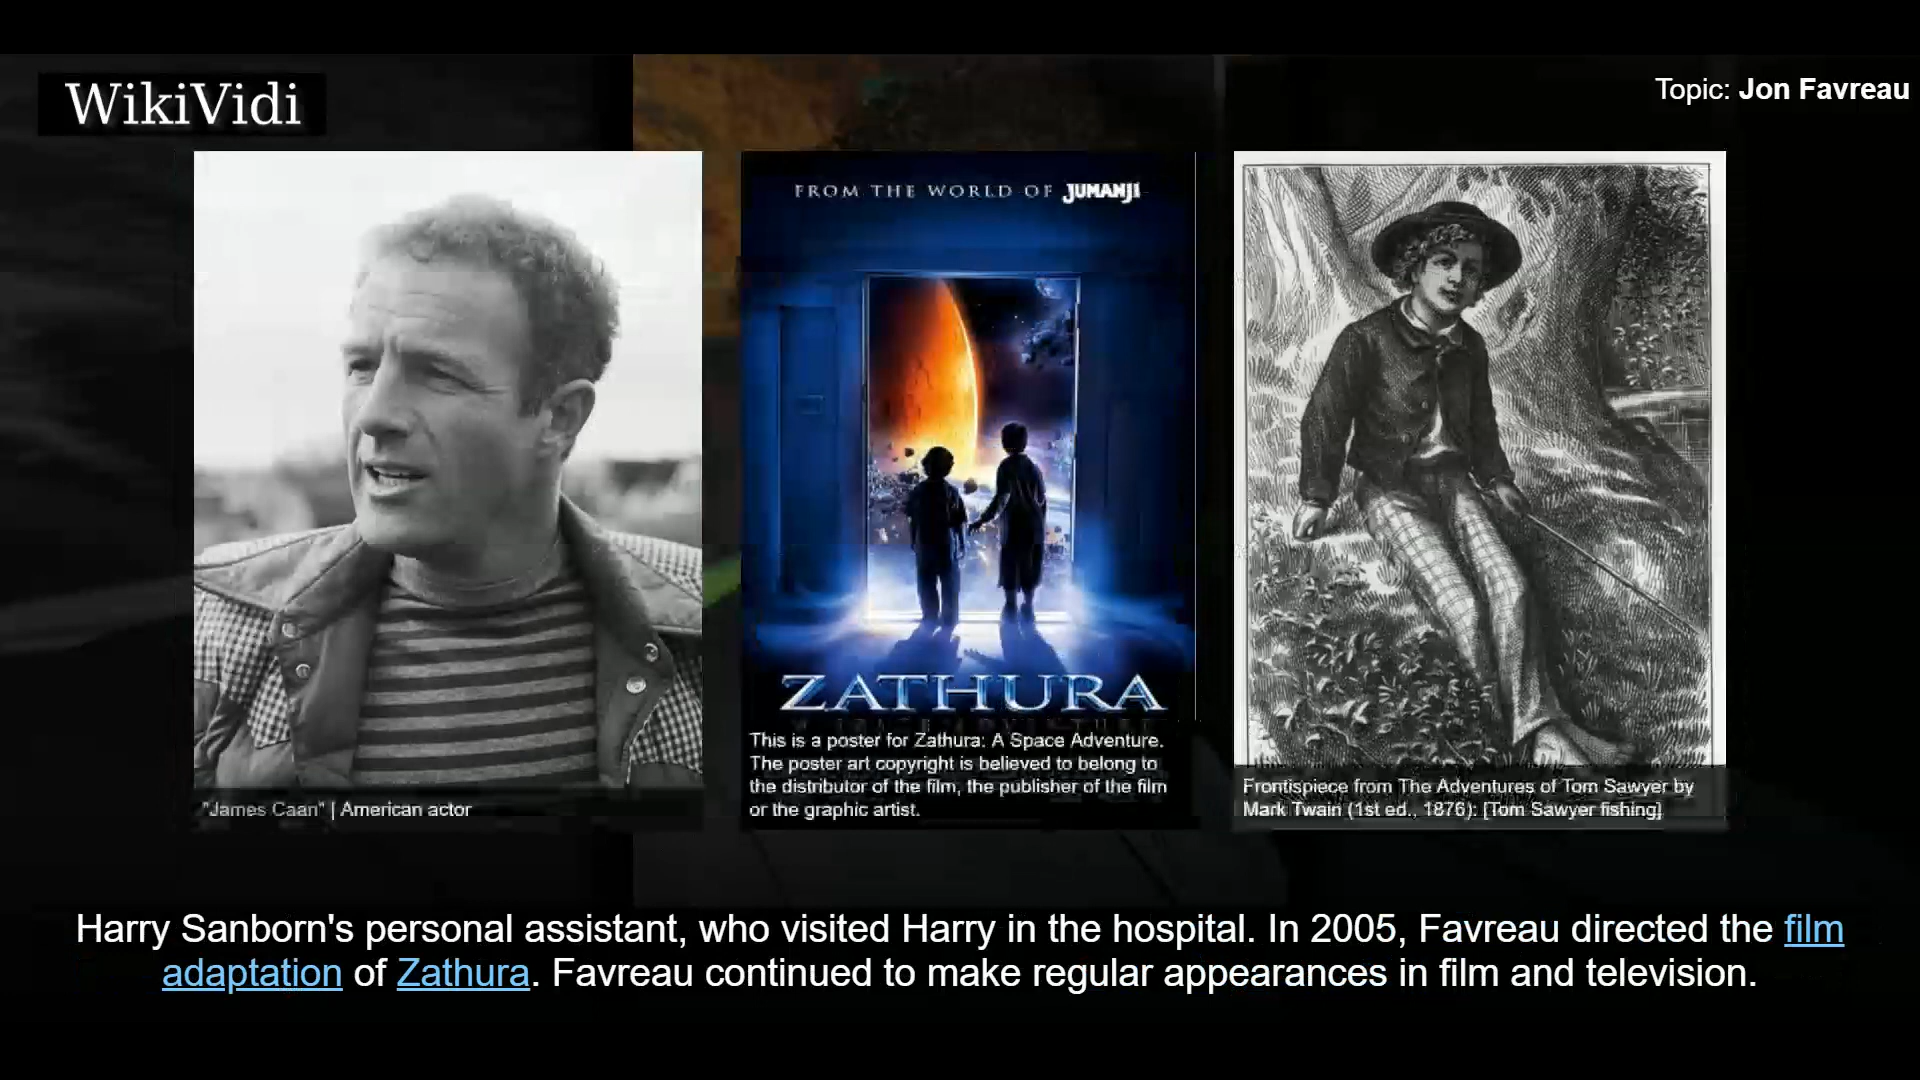 WikiVidi
Topic: Jon Favreau
FROM THE WORLD OF JUMANJI
ZATHURA
This is a poster for Zathura: A Space Adventure.
The poster art copyright is believed to belong to
the distributor of the film, the publisher of the film
or the graphic artist.
"James Caan" | American actor
Frontispiece from The Adventures of Tom Sawyer by
Mark Twain (1st ed., 1876): [Tom Sawyer fishing]
Harry Sanborn's personal assistant, who visited Harry in the hospital. In 2005, Favreau directed the film
adaptation of Zathura. Favreau continued to make regular appearances in film and television.